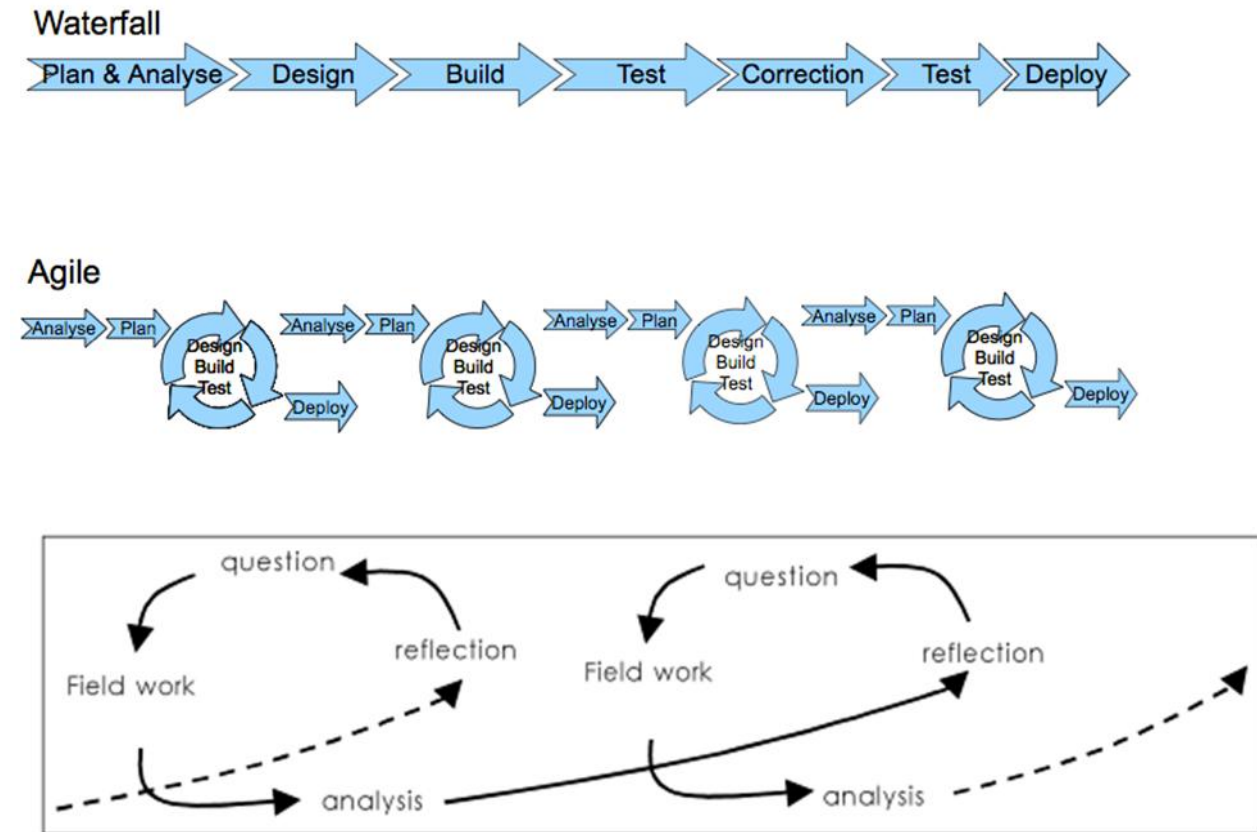 Waterfall
Plan & Analyse Design Build Test Correction Test Deploy
Agile
Analyse Plan Design Build Test Deploy
Analyse Plan Design Build Test Deploy
Analyse Plan Design Build Test Deploy
Analyse Plan Design Build Test Deploy
question question
reflection reflection
Field work Field work
analysis analysis